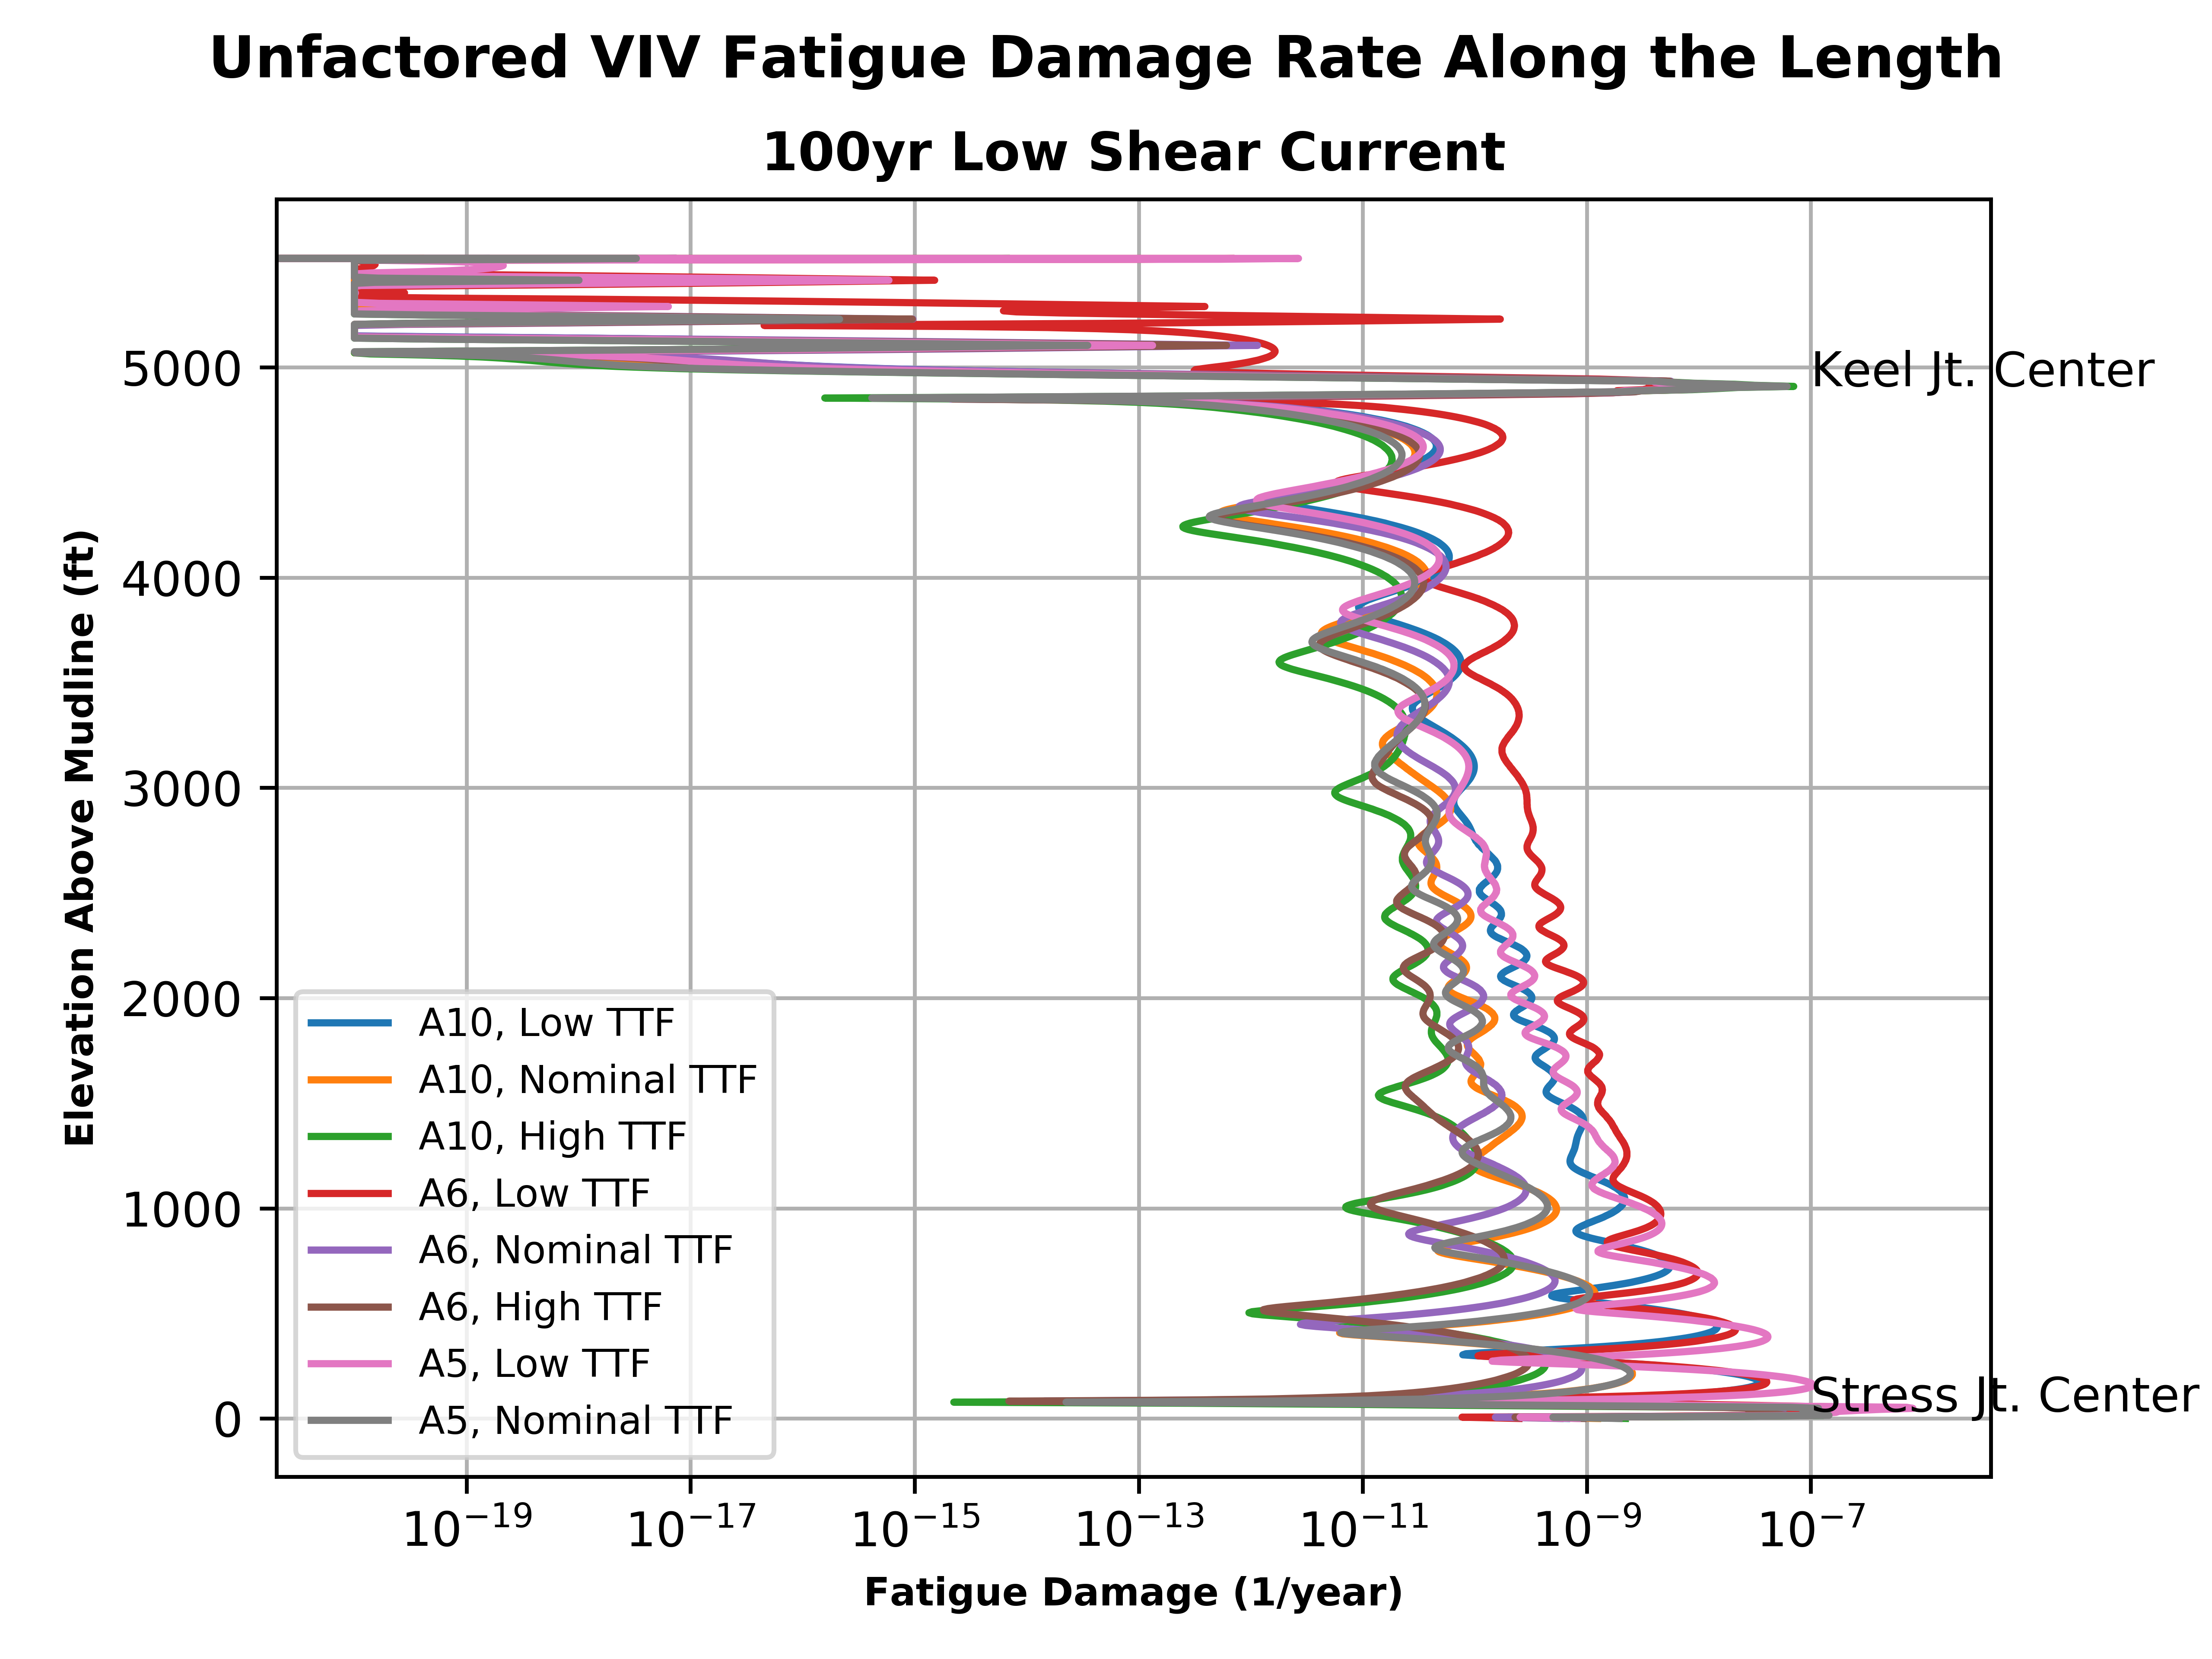 Unfactored VIV Fatigue Damage Rate Along the Length
100yr Low Shear Current
Elevation Above Mudline (ft)
5000
4000
3000
2000
1000
0
Keel Jt. Center
Stress Jt. Center
A10, Low TTF
A10, Nominal TTF
A10, High TTF
A6, Low TTF
A6, Nominal TTF
A6, High TTF
A5, Low TTF
A5, Nominal TTF
10⁻¹⁹ 10⁻¹⁷ 10⁻¹⁵ 10⁻¹³ 10⁻¹¹ 10⁻⁹ 10⁻⁷
Fatigue Damage (1/year)